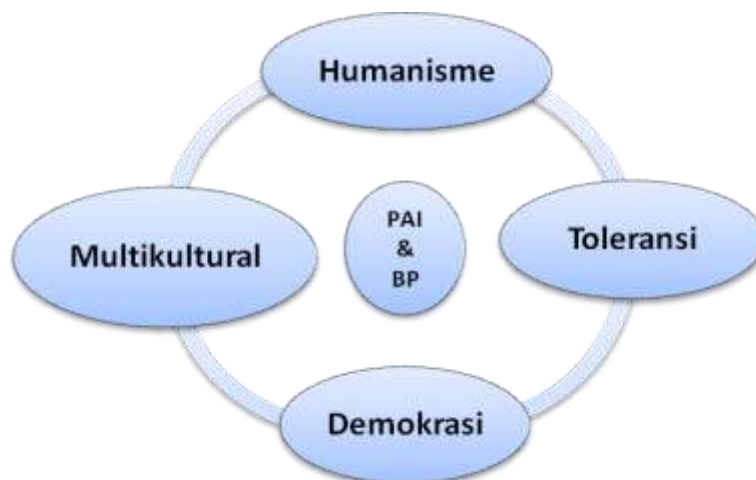 Humanisme
Multikultural
PAI
&
BP
Toleransi
Demokrasi